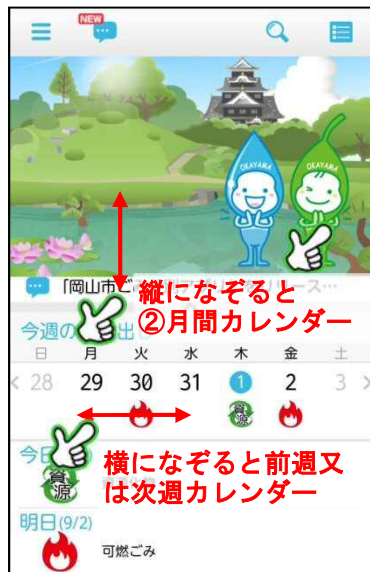 NEW
OKAYAMA
OKAYAMA
縦になぞると
②月間カレンダー
「岡山市ご
リリース…
今週の
出
日 月 火 水 木 金 土
< 28 29 30 31 1 2 3 >
資源
横になぞると前週又
は次週カレンダー
今日
資源
明日(9/2)
可燃ごみ